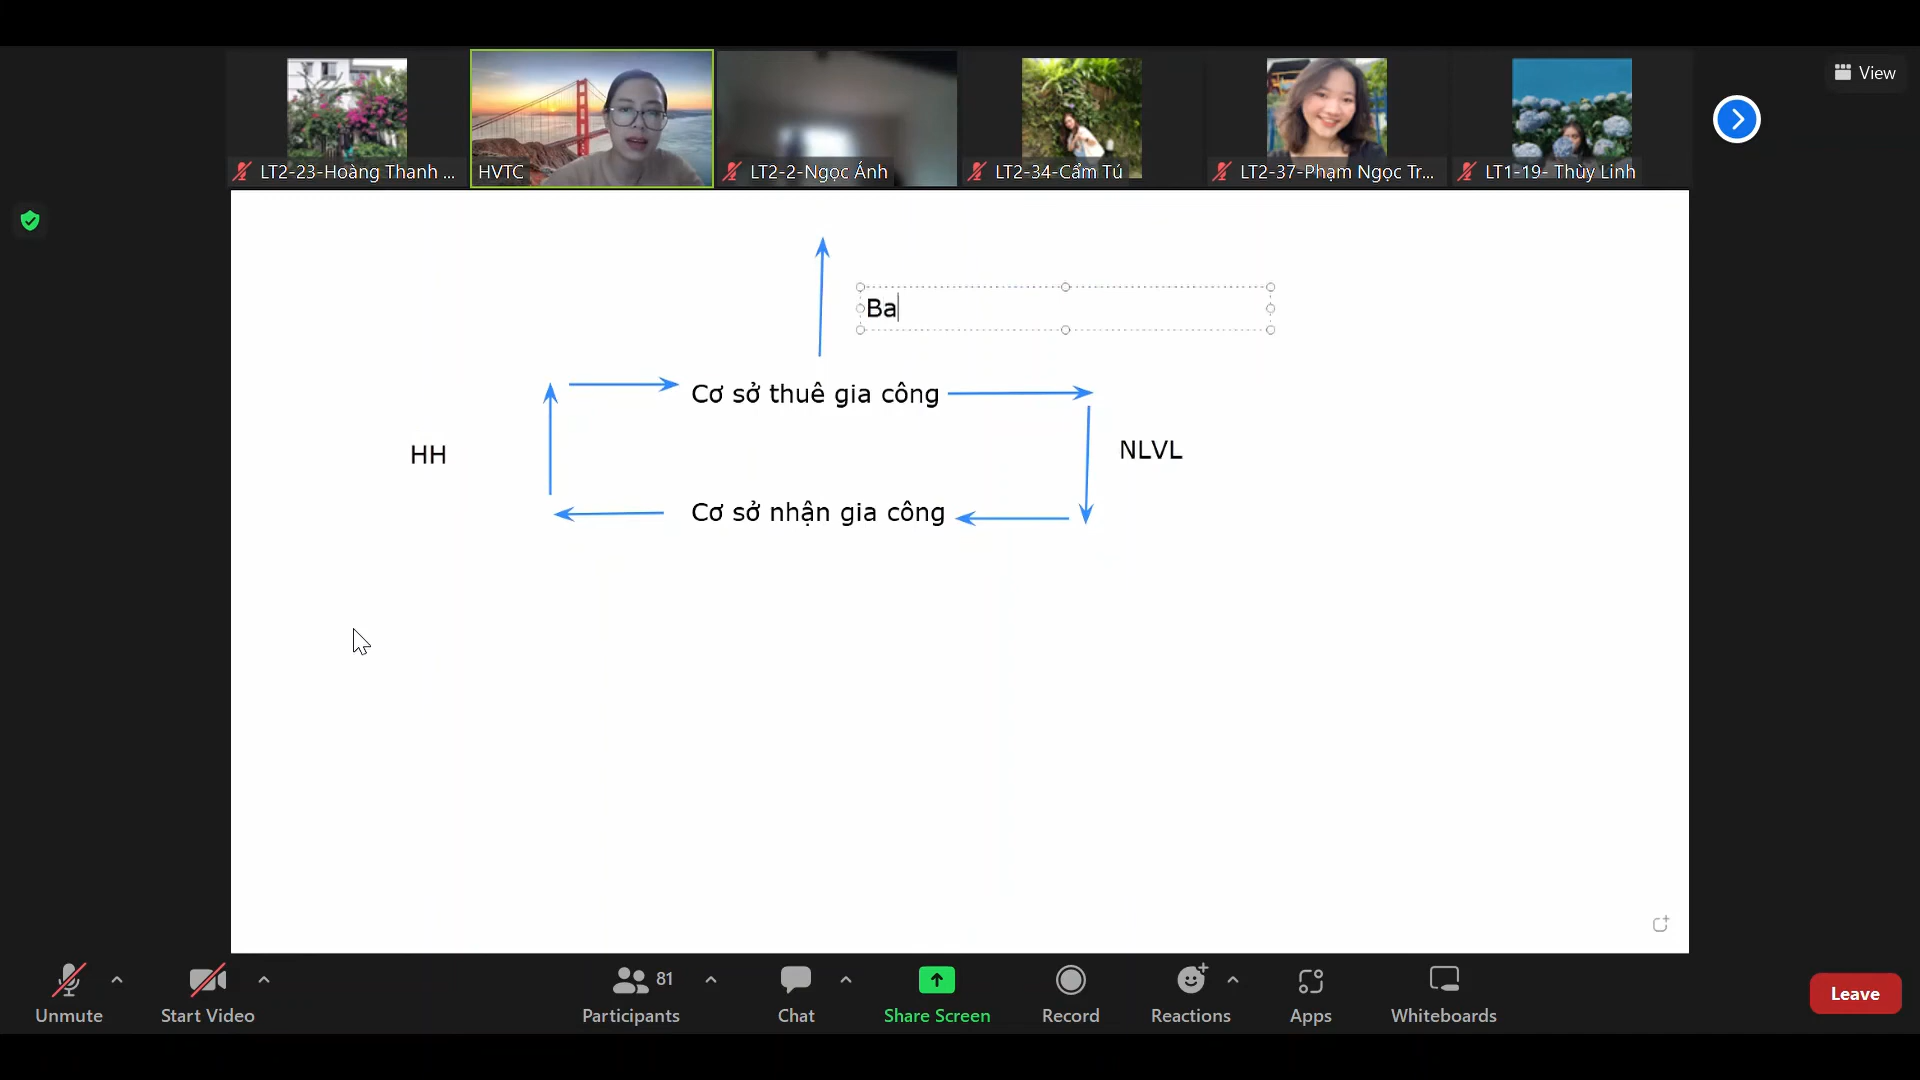 View
LT2-23-Hoàng Thanh ...
HVTC
LT2-2-Ngọc Ánh
LT2-34-Cẩm Tú
LT2-37-Phạm Ngọc Tr...
LT1-19- Thùy Linh
Ba
Cơ sở thuê gia công
HH
NLVL
Cơ sở nhận gia công
81
Unmute
Start Video
Participants
Chat
Share Screen
Record
Reactions
Apps
Whiteboards
Leave